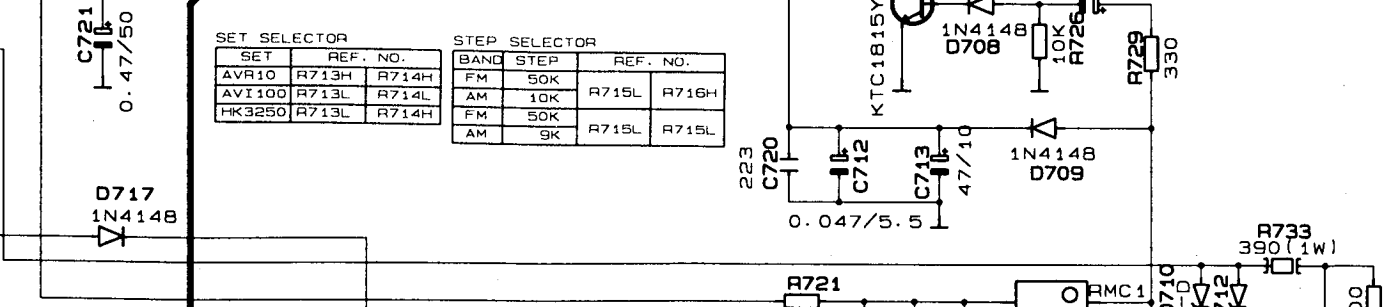 C721
0.47/50
SET SELECTOR
SET REF. NO.
AVR10 R713H R714H
AVI100 R713L R714L
HK3250 R713L R714H
STEP SELECTOR
BAND STEP REF. NO.
FM 50K
R715L R716H
AM 10K
FM 50K
R715L R715L
AM 9K
KTC1815Y
1N4148
D708
10K
R726
R729
330
223
C720
C712
C713
47/10
1N4148
D709
0.047/5.5
D717
1N4148
R733
390(1W)
R721
RMC1